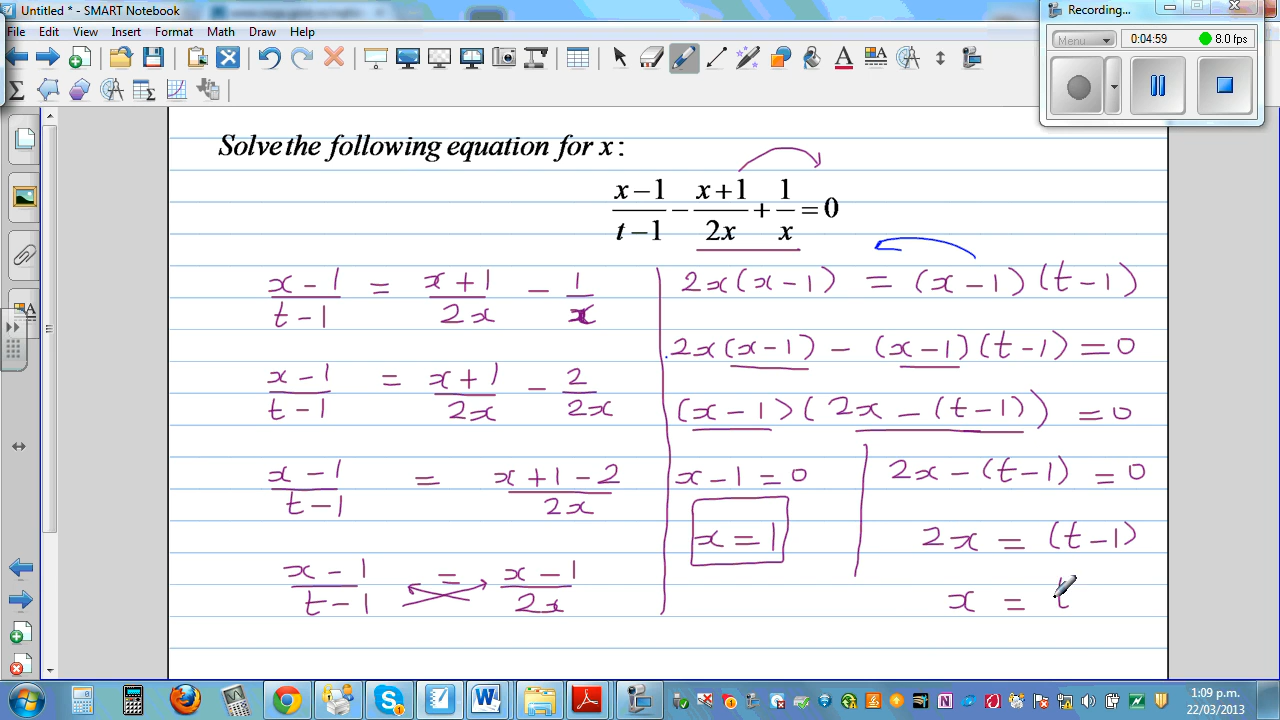 Untitled * - SMART Notebook
Recording...
File Edit View Insert Format Math Draw Help
Menu 0:04:59 8.0 fps
Solve the following equation for x:
x-1/t-1 - x+1/2x + 1/x = 0
x-1/t-1 = x+1/2x - 1/x
x-1/t-1 = x+1/2x - 2/2x
x-1/t-1 = x+1-2/2x
x-1/t-1 = x-1/2x
2x(x-1) = (x-1)(t-1)
2x(x-1) - (x-1)(t-1) = 0
(x-1)(2x-(t-1)) = 0
x-1=0
x=1
2x-(t-1) = 0
2x = (t-1)
x = t
1:09 p.m.
22/03/2013